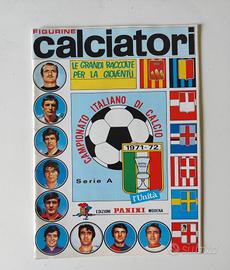 FIGURINE
calciatori
LE GRANDI RACCOLTE
PER LA GIOVENTÙ
CAMPIONATO ITALIANO DI CALCIO
1971-72
Serie A
l'Unità
EDIZIONI PANINI MODENA
subito